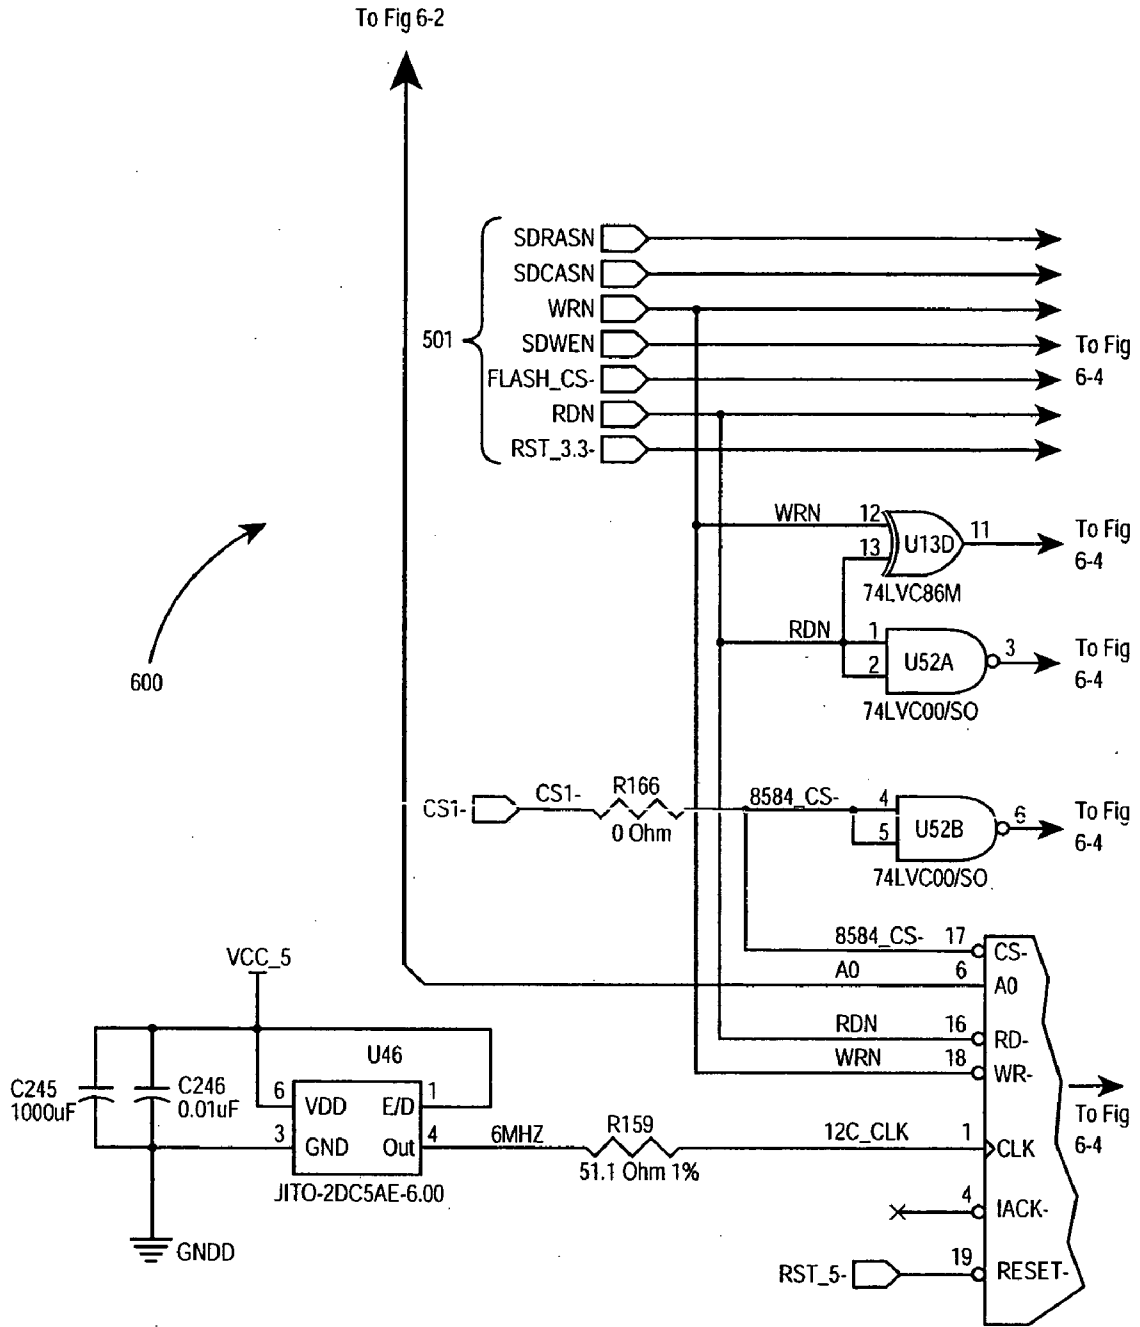 To Fig 6-2
SDRASN
SDCASN
WRN
501
SDWEN
To Fig
6-4
FLASH_CS-
RDN
RST_3.3-
WRN
12
13
U13D
11
To Fig
6-4
74LVC86M
600
RDN
1
2
U52A
3
To Fig
6-4
74LVC00/SO
CS1-
CS1-
R166
0 Ohm
8584_CS-
4
5
U52B
6
To Fig
6-4
74LVC00/SO
8584_CS-
17
CS-
A0
6
A0
RDN
16
RD-
WRN
18
WR-
To Fig
6-4
VCC_5
U46
C245
1000uF
C246
0.01uF
6
VDD
E/D
1
3
GND
Out
4
JITO-2DC5AE-6.00
6MHZ
R159
51.1 Ohm 1%
12C_CLK
1
CLK
4
IACK-
GNDD
RST_5-
19
RESET-